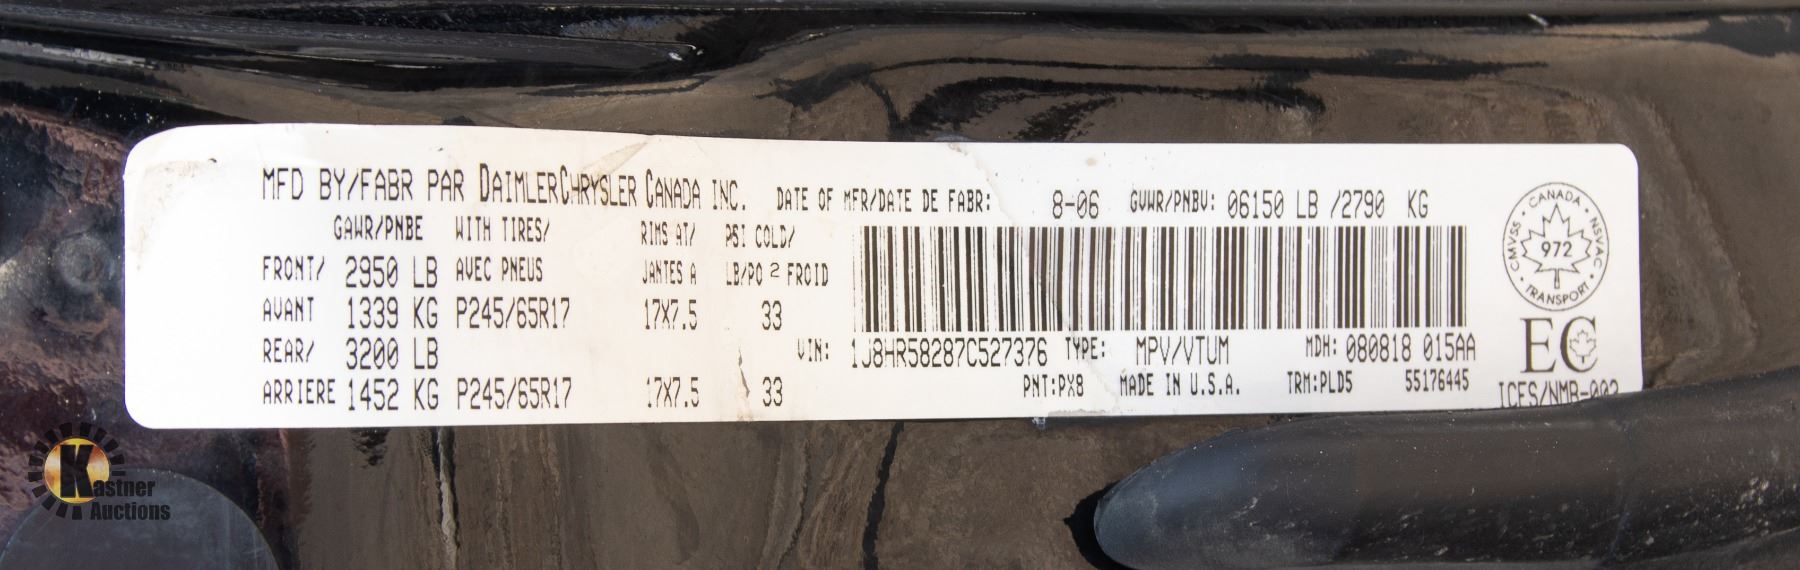 MFD BY/FABR PAR DAIMLERCHRYSLER CANADA INC. DATE OF MFR/DATE DE FABR: 8-06 GVWR/PNBV: 06150 LB /2790 KG
GAWR/PNBE WITH TIRES/ RIMS AT/ PSI COLD/
FRONT/ 2950 LB AVEC PNEUS JANTES A LB/PO 2 FROID
AVANT 1339 KG P245/65R17 17X7.5 33
REAR/ 3200 LB VIN: 1J8HR58287C527376 TYPE: MPV/VTUM MDH: 080818 015AA
ARRIERE 1452 KG P245/65R17 17X7.5 33 PNT:PX8 MADE IN U.S.A. TRM:PLD5 55176445
CANADA · NSVAC · TRANSPORT · CMVSS ·
972
EC
ICES/NMB-002
Kastner
Auctions